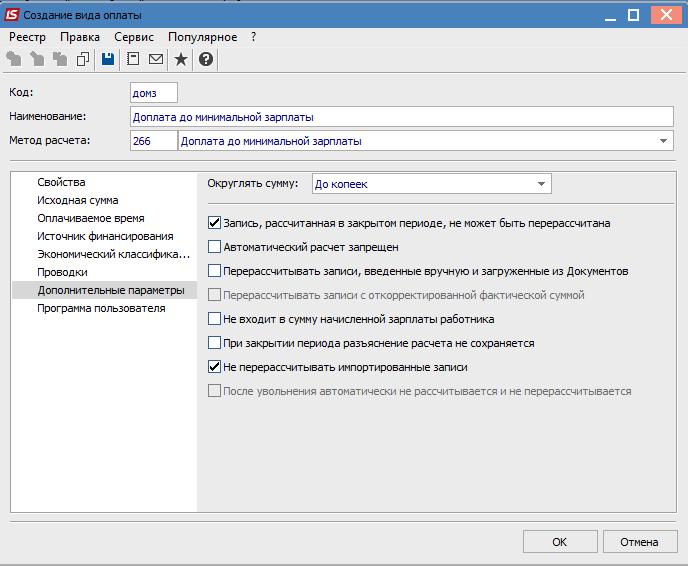 IS Создание вида оплаты
Реестр Правка Сервис Популярное ?
Код: домз
Наименование: Доплата до минимальной зарплаты
Метод расчета: 266 Доплата до минимальной зарплаты
Свойства
Исходная сумма
Оплачиваемое время
Источник финансирования
Экономический классифика...
Проводки
Дополнительные параметры
Программа пользователя
Округлять сумму: До копеек
Запись, рассчитанная в закрытом периоде, не может быть перерассчитана
Автоматический расчет запрещен
Перерассчитывать записи, введенные вручную и загруженные из Документов
Перерассчитывать записи с откорректированной фактической суммой
Не входит в сумму начисленной зарплаты работника
При закрытии периода разъяснение расчета не сохраняется
Не перерассчитывать импортированные записи
После увольнения автоматически не рассчитывается и не перерассчитывается
OK Отмена